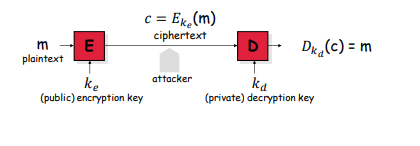 c = E_{k_e}(m)
ciphertext
m
plaintext
E
D
D_{k_d}(c) = m
attacker
k_e
(public) encryption key
k_d
(private) decryption key